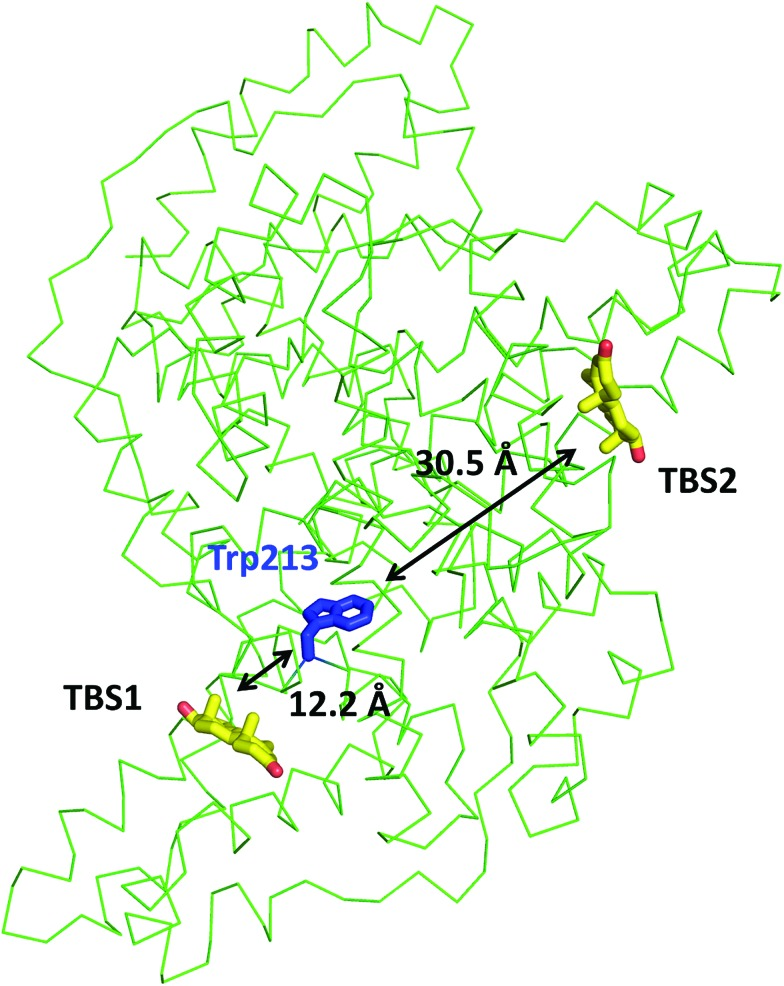 30.5 Å
TBS2
Trp213
TBS1
12.2 Å